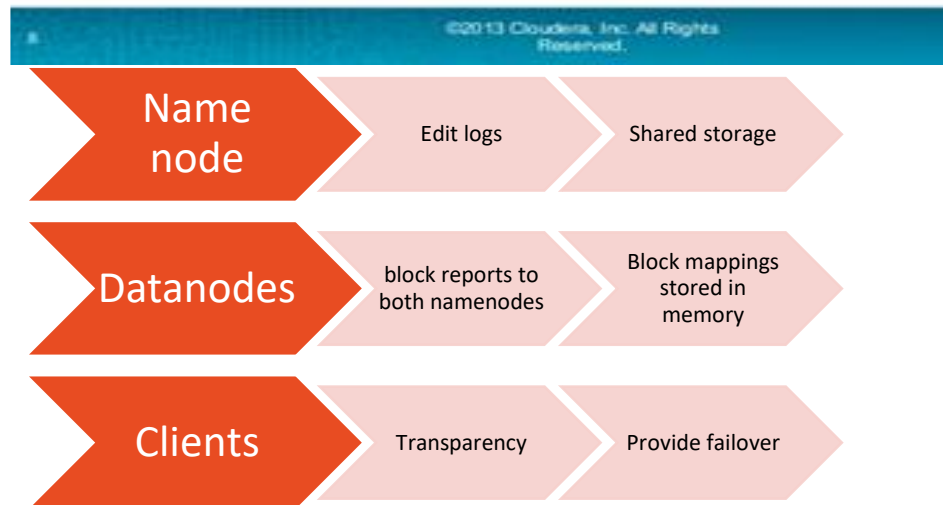 8
©2013 Cloudera, Inc. All Rights
Reserved.
Name
node
Edit logs
Shared storage
Datanodes
block reports to
both namenodes
Block mappings
stored in
memory
Clients
Transparency
Provide failover